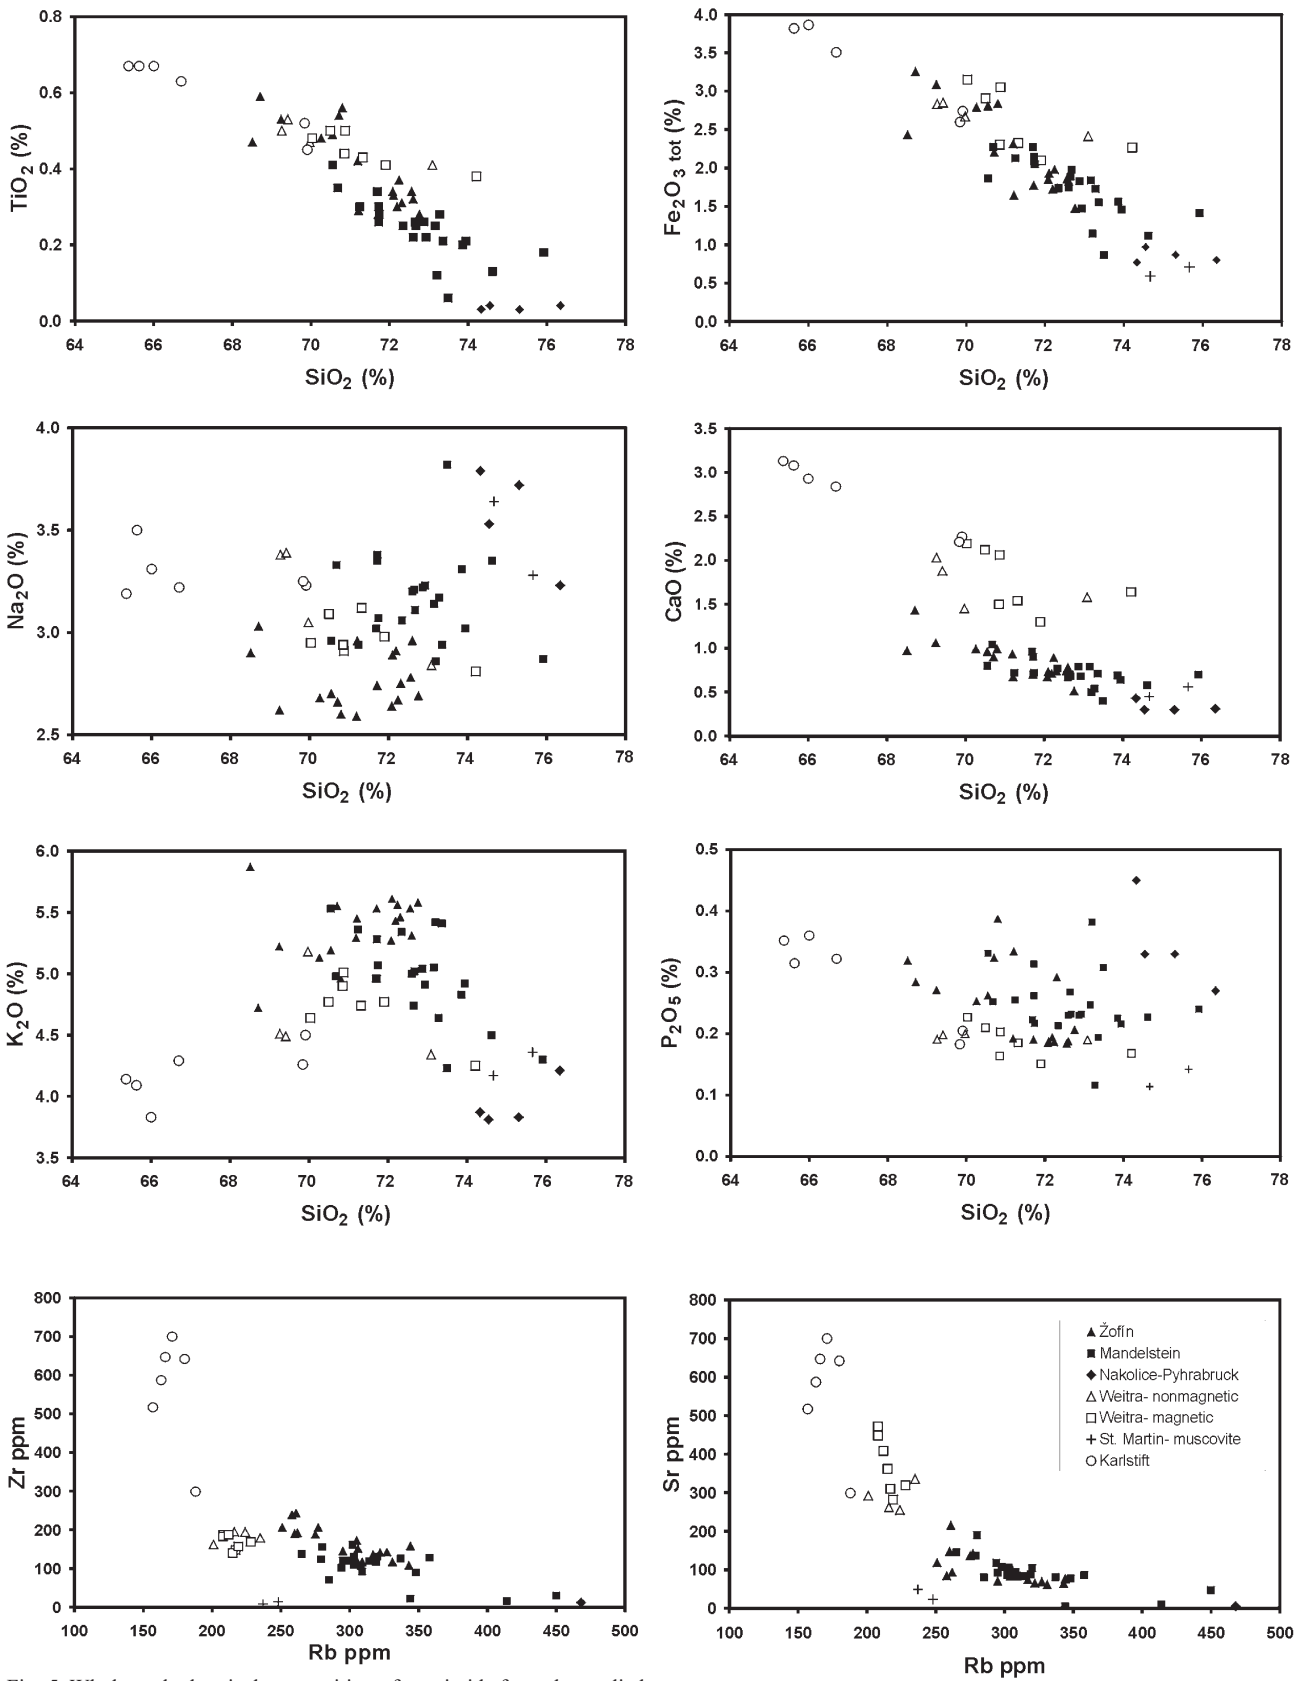 0.8
0.6
0.4
0.2
0.0
64 66 68 70 72 74 76 78
TiO2 (%)
SiO2 (%)
4.0
3.5
3.0
2.5
2.0
1.5
1.0
0.5
0.0
64 66 68 70 72 74 76 78
Fe2O3 tot (%)
SiO2 (%)
4.0
3.5
3.0
2.5
64 66 68 70 72 74 76 78
Na2O (%)
SiO2 (%)
3.5
3.0
2.5
2.0
1.5
1.0
0.5
0.0
64 66 68 70 72 74 76 78
CaO (%)
SiO2 (%)
6.0
5.5
5.0
4.5
4.0
3.5
64 66 68 70 72 74 76 78
K2O (%)
SiO2 (%)
0.5
0.4
0.3
0.2
0.1
0.0
64 66 68 70 72 74 76 78
P2O5 (%)
SiO2 (%)
800
700
600
500
400
300
200
100
0
100 150 200 250 300 350 400 450 500
Zr ppm
Rb ppm
800
700
600
500
400
300
200
100
0
100 150 200 250 300 350 400 450 500
Sr ppm
Rb ppm
Žofín
Mandelstein
Nakolice-Pyhrabruck
Weitra- nonmagnetic
Weitra- magnetic
St. Martin- muscovite
Karlstift